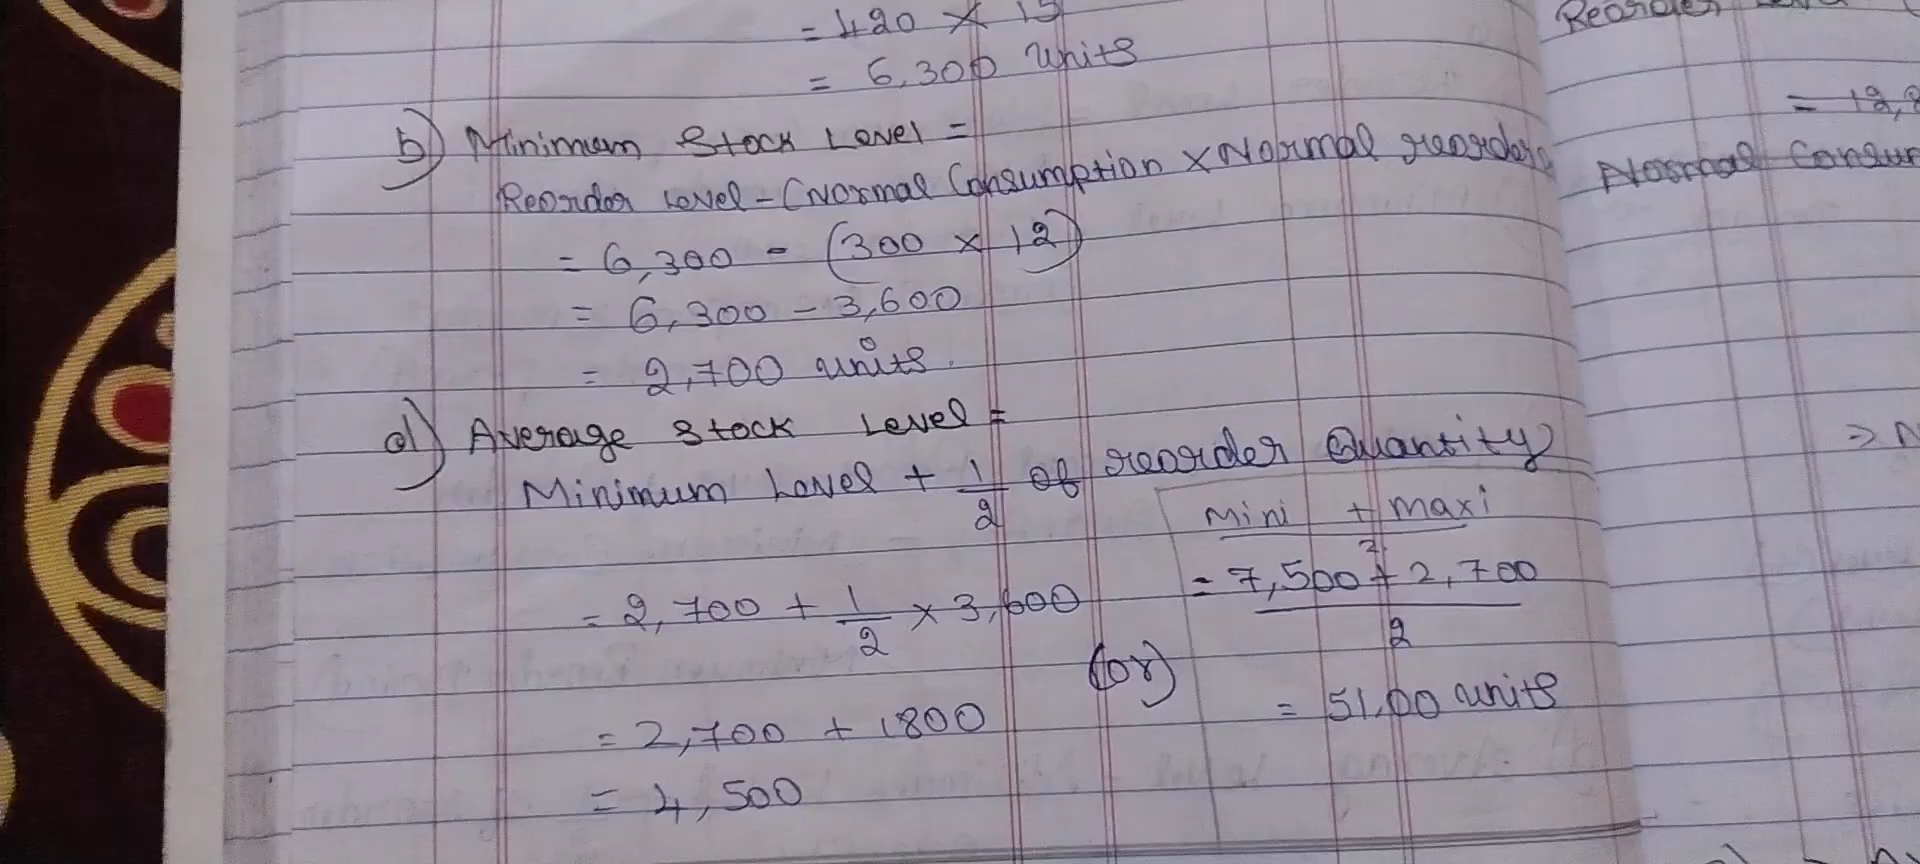 = 420 × 15
= 6,300 units
b) Minimum Stock Level =
Reorder Level - (Normal Consumption × Normal reorder
= 6,300 - (300 × 12)
= 6,300 - 3,600
= 2,700 units.
d) Average Stock Level =
Minimum Level + 1/2 of reorder Quantity
= 2,700 + 1/2 × 3,600
= 2,700 + 1800
= 4,500
(or)
Mini + maxi
2
= 7,500 + 2,700
2
= 51,00 units
Reorder
= 12,
Normal Consum
⇒ N